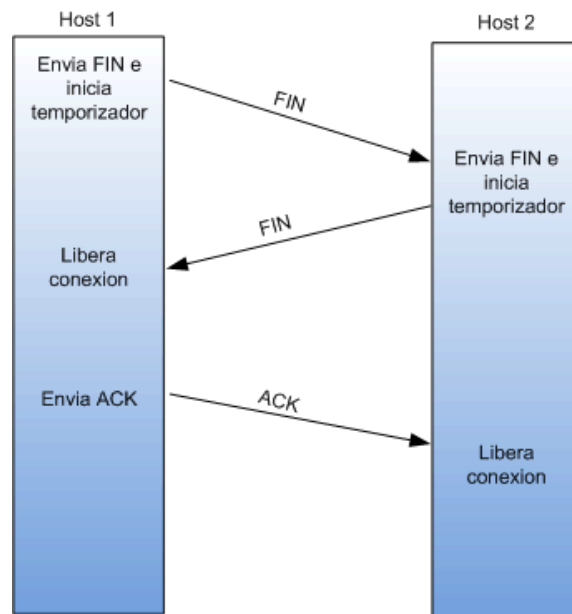 Host 1
Host 2
Envia FIN e
inicia
temporizador
FIN
Envia FIN e
inicia
temporizador
FIN
Libera
conexion
Envia ACK
ACK
Libera
conexion